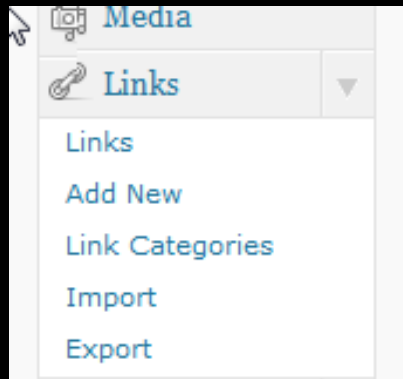 Media
Links
Links
Add New
Link Categories
Import
Export